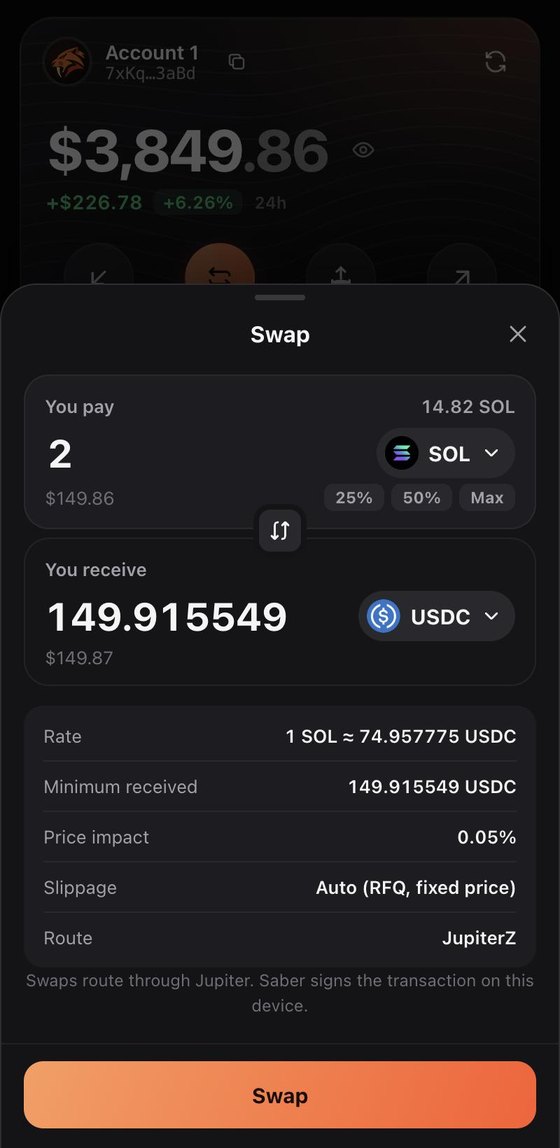 Account 1
7xKq...3aBd
$3,849.86
+$226.78 +6.26% 24h
Swap
You pay 14.82 SOL
2 SOL
$149.86 25% 50% Max
You receive
149.915549 USDC
$149.87
Rate 1 SOL ≈ 74.957775 USDC
Minimum received 149.915549 USDC
Price impact 0.05%
Slippage Auto (RFQ, fixed price)
Route JupiterZ
Swaps route through Jupiter. Saber signs the transaction on this
device.
Swap